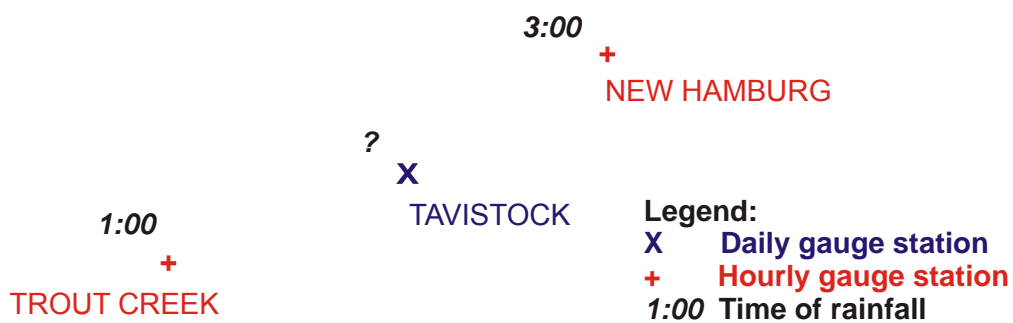 3:00
+
NEW HAMBURG
?
X
TAVISTOCK
1:00
+
TROUT CREEK
Legend:
X Daily gauge station
+ Hourly gauge station
1:00 Time of rainfall